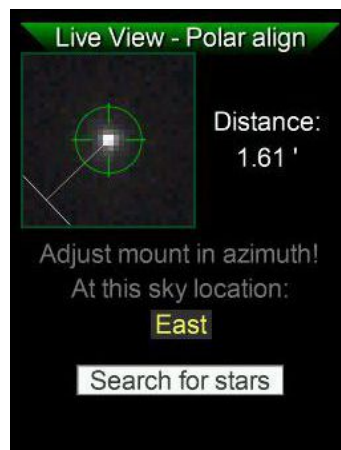 Live View - Polar align
Distance:
1.61 '
Adjust mount in azimuth!
At this sky location:
East
Search for stars